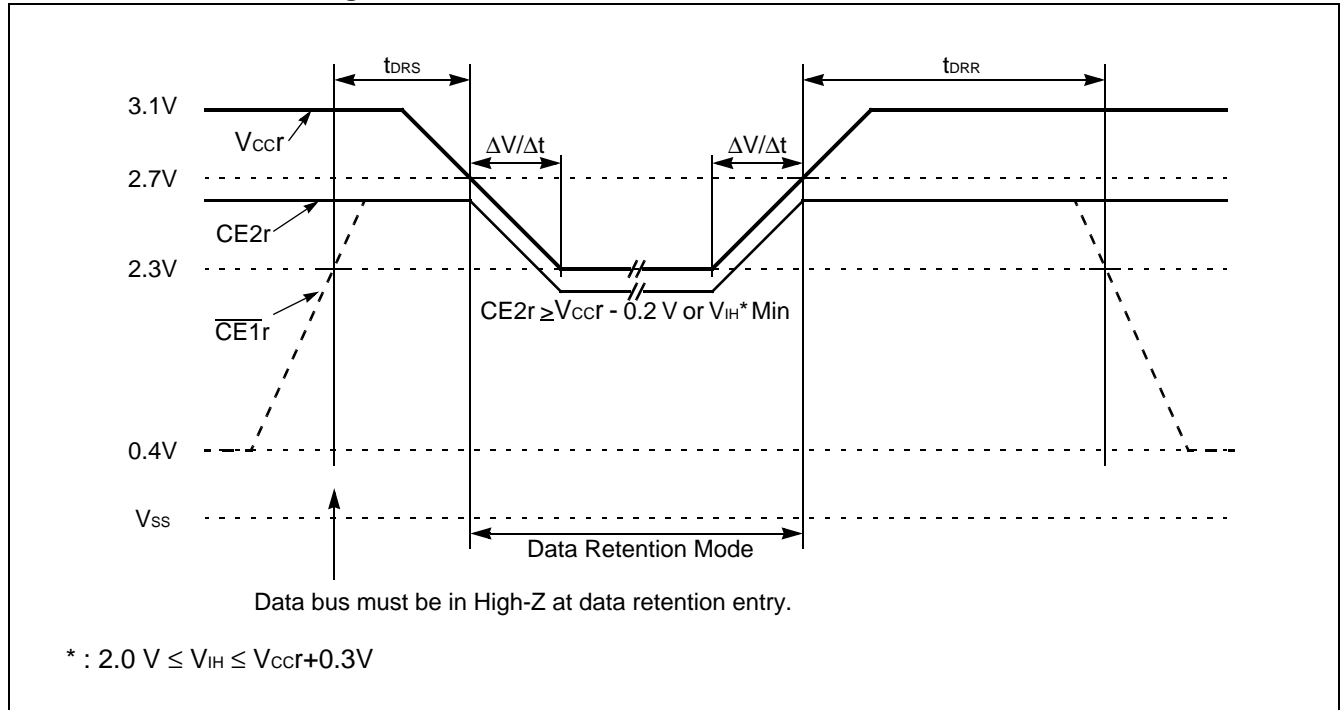 tDRS
tDRR
3.1V
VCCr
ΔV/Δt
ΔV/Δt
2.7V
CE2r
2.3V
CE2r ≥VCCr - 0.2 V or VIH* Min
CE1r
0.4V
VSS
Data Retention Mode
Data bus must be in High-Z at data retention entry.
* : 2.0 V ≤ VIH ≤ VCCr+0.3V